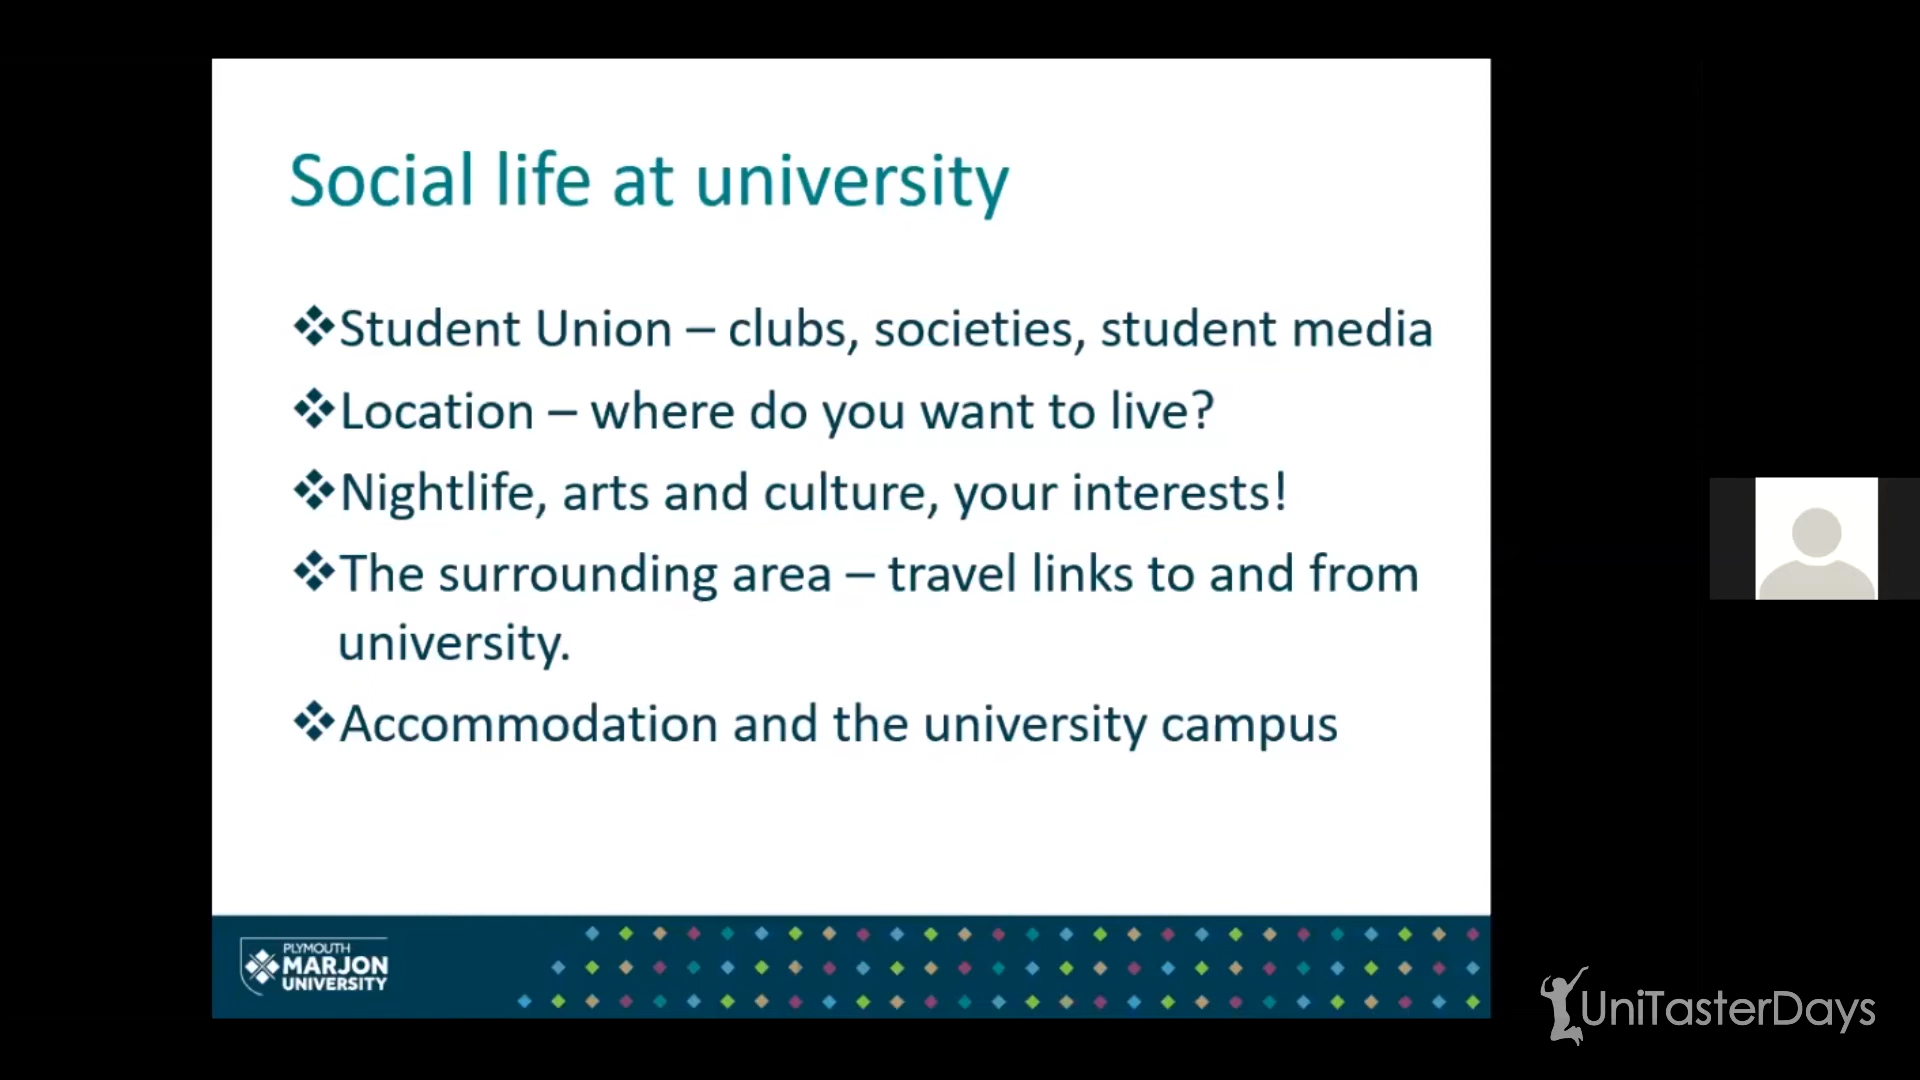 Social life at university
❖Student Union – clubs, societies, student media
❖Location – where do you want to live?
❖Nightlife, arts and culture, your interests!
❖The surrounding area – travel links to and from
university.
❖Accommodation and the university campus
PLYMOUTH
MARJON
UNIVERSITY
UniTasterDays